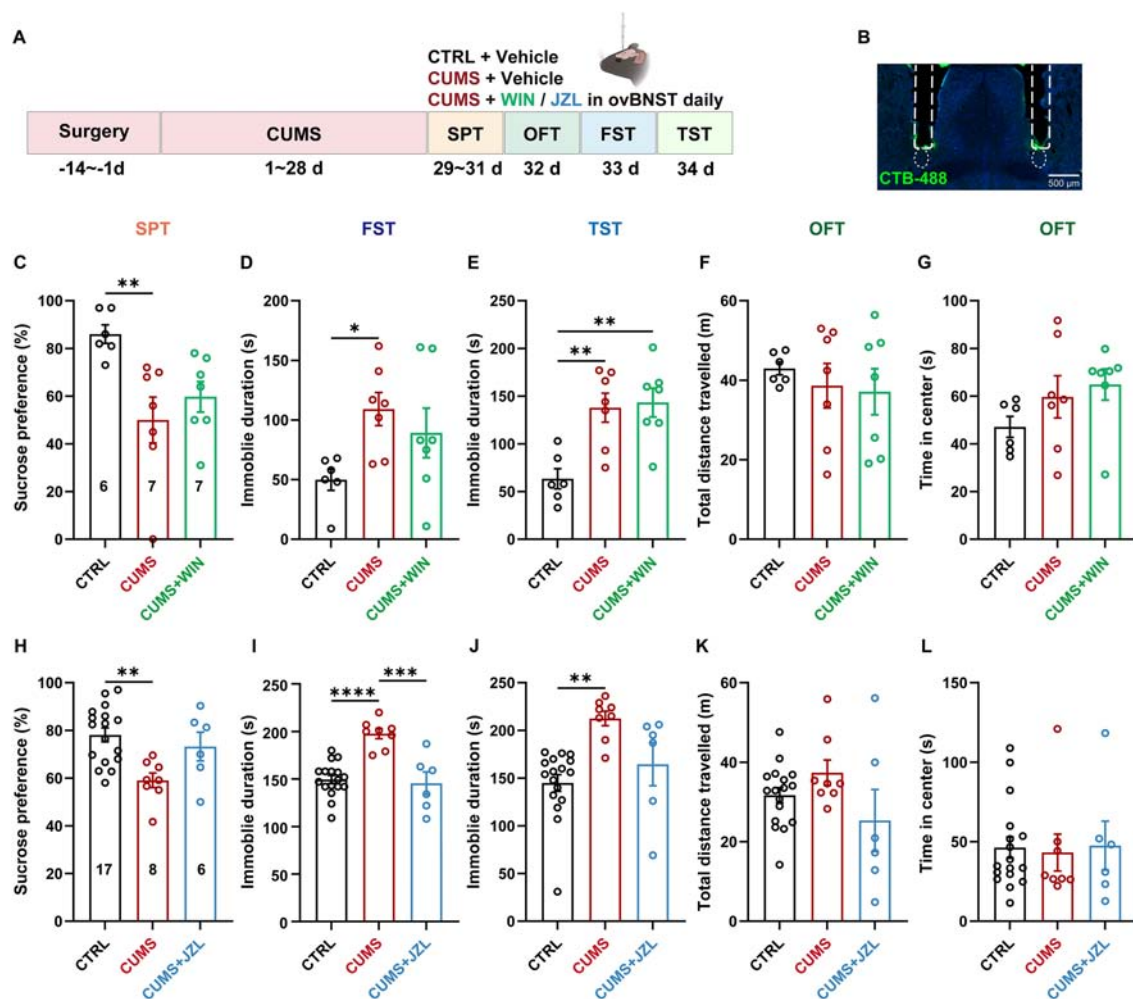 A
CTRL + Vehicle
CUMS + Vehicle
CUMS + WIN / JZL in ovBNST daily
Surgery CUMS SPT OFT FST TST
-14~-1d 1~28 d 29~31 d 32 d 33 d 34 d
B
CTB-488
500 µm
SPT FST TST OFT OFT
C
Sucrose preference (%)
100
80
60
40
20
0
**
6 7 7
CTRL CUMS CUMS+WIN
D
Immoblie duration (s)
200
150
100
50
0
*
CTRL CUMS CUMS+WIN
E
Immoblie duration (s)
250
200
150
100
50
0
**
**
CTRL CUMS CUMS+WIN
F
Total distance travelled (m)
60
40
20
0
CTRL CUMS CUMS+WIN
G
Time in center (s)
100
80
60
40
20
0
CTRL CUMS CUMS+WIN
H
Sucrose preference (%)
100
80
60
40
20
0
**
17 8 6
CTRL CUMS CUMS+JZL
I
Immoblie duration (s)
250
200
150
100
50
0
**** ***
CTRL CUMS CUMS+JZL
J
Immoblie duration (s)
250
200
150
100
50
0
**
CTRL CUMS CUMS+JZL
K
Total distance travelled (m)
60
40
20
0
CTRL CUMS CUMS+JZL
L
Time in center (s)
150
100
50
0
CTRL CUMS CUMS+JZL